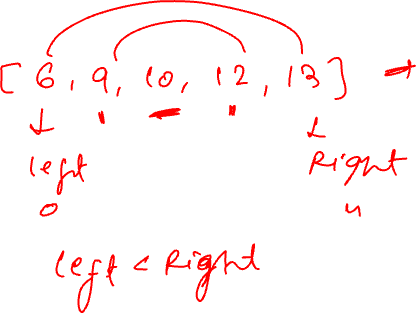 [6, 9, 10, 12, 13]
left Right
0 4
left < Right